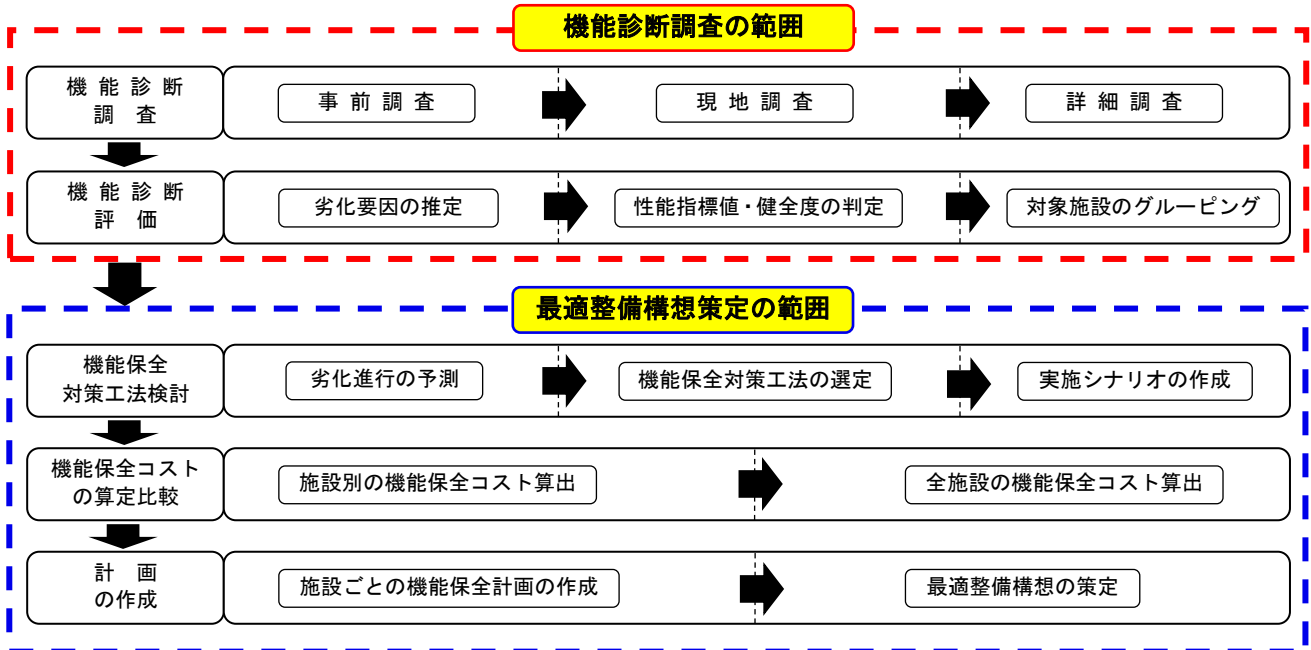 機能診断調査の範囲
機能診断
調査
事前調査
現地調査
詳細調査
機能診断
評価
劣化要因の推定
性能指標値・健全度の判定
対象施設のグルーピング
最適整備構想策定の範囲
機能保全
対策工法検討
劣化進行の予測
機能保全対策工法の選定
実施シナリオの作成
機能保全コスト
の算定比較
施設別の機能保全コスト算出
全施設の機能保全コスト算出
計画
の作成
施設ごとの機能保全計画の作成
最適整備構想の策定